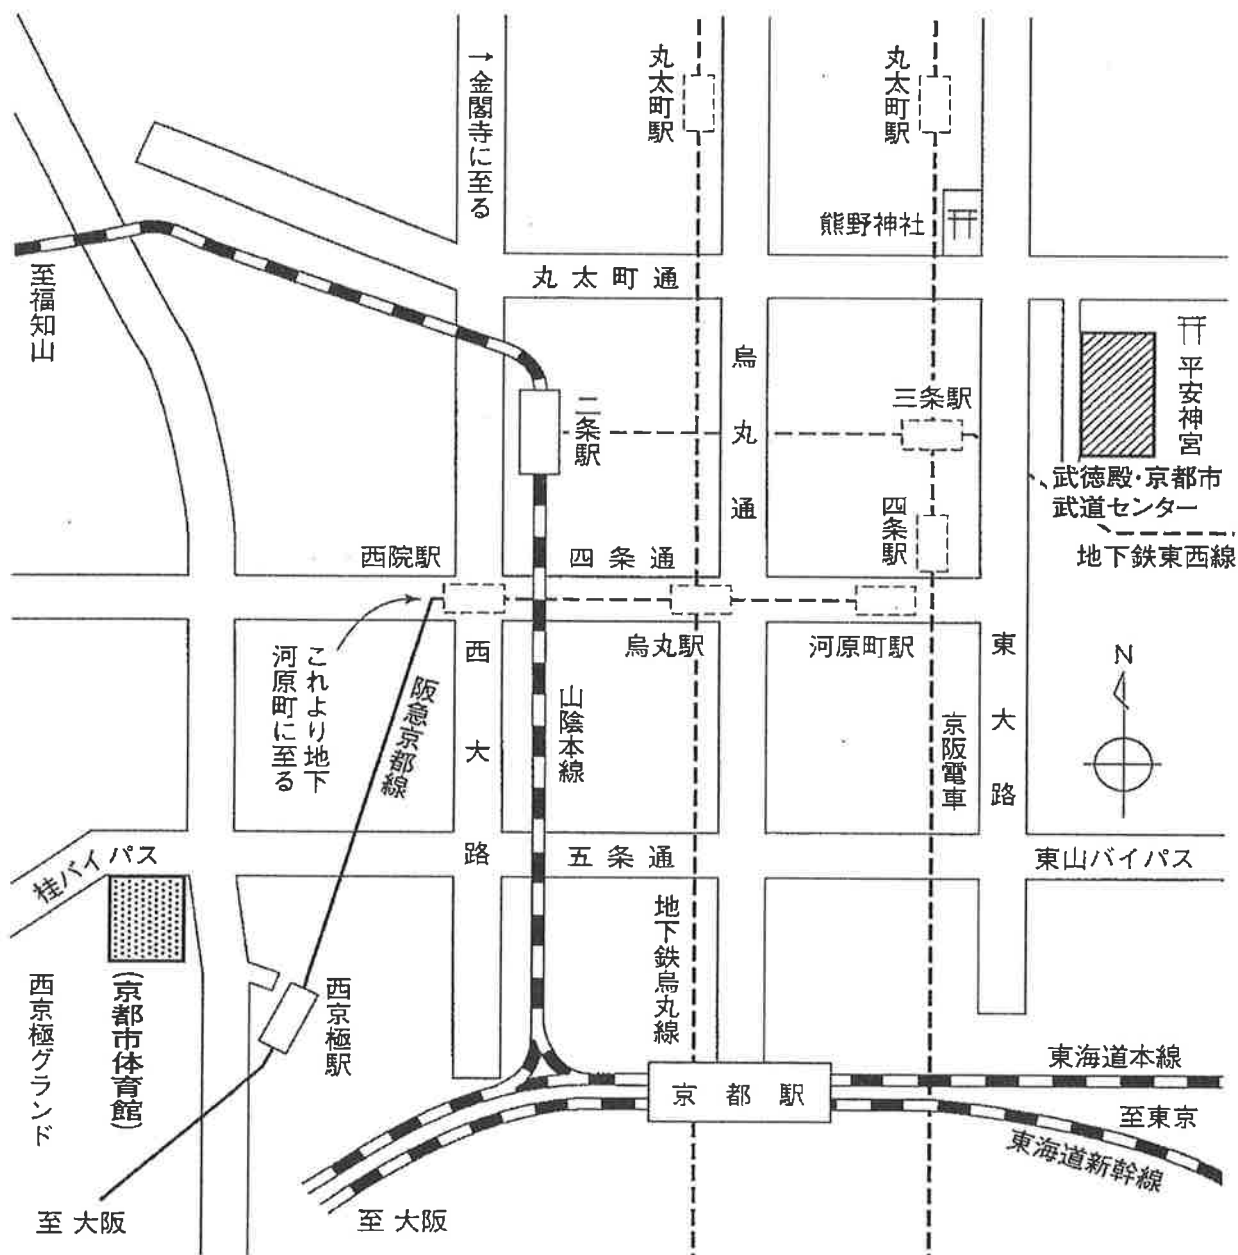 →金閣寺に至る
丸太町駅
丸太町駅
熊野神社
丸太町通
至福知山
烏丸通
三条駅
二条駅
平安神宮
武徳殿・京都市
武道センター
四条駅
地下鉄東西線
西院駅
四条通
烏丸駅
河原町駅
これより地下
河原町に至る
阪急京都線
西大路
山陰本線
京阪電車
東大路
N
桂バイパス
五条通
東山バイパス
地下鉄烏丸線
西京極グランド
(京都市体育館)
西京極駅
京都駅
東海道本線
至東京
東海道新幹線
至 大阪
至 大阪